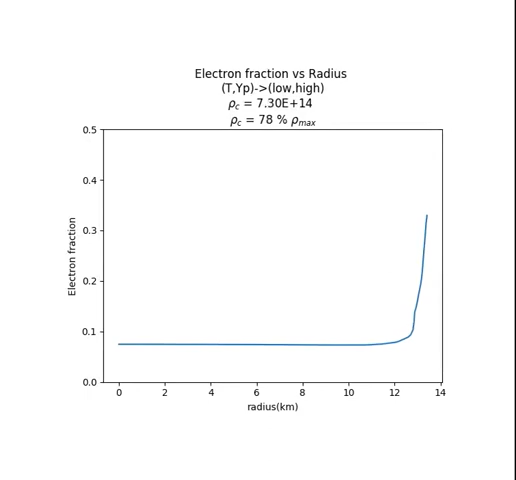 Electron fraction vs Radius
(T,Yp)->(low,high)
ρc = 7.30E+14
ρc = 78 % ρmax
0.5
0.4
0.3
0.2
0.1
0.0
Electron fraction
0 2 4 6 8 10 12 14
radius(km)